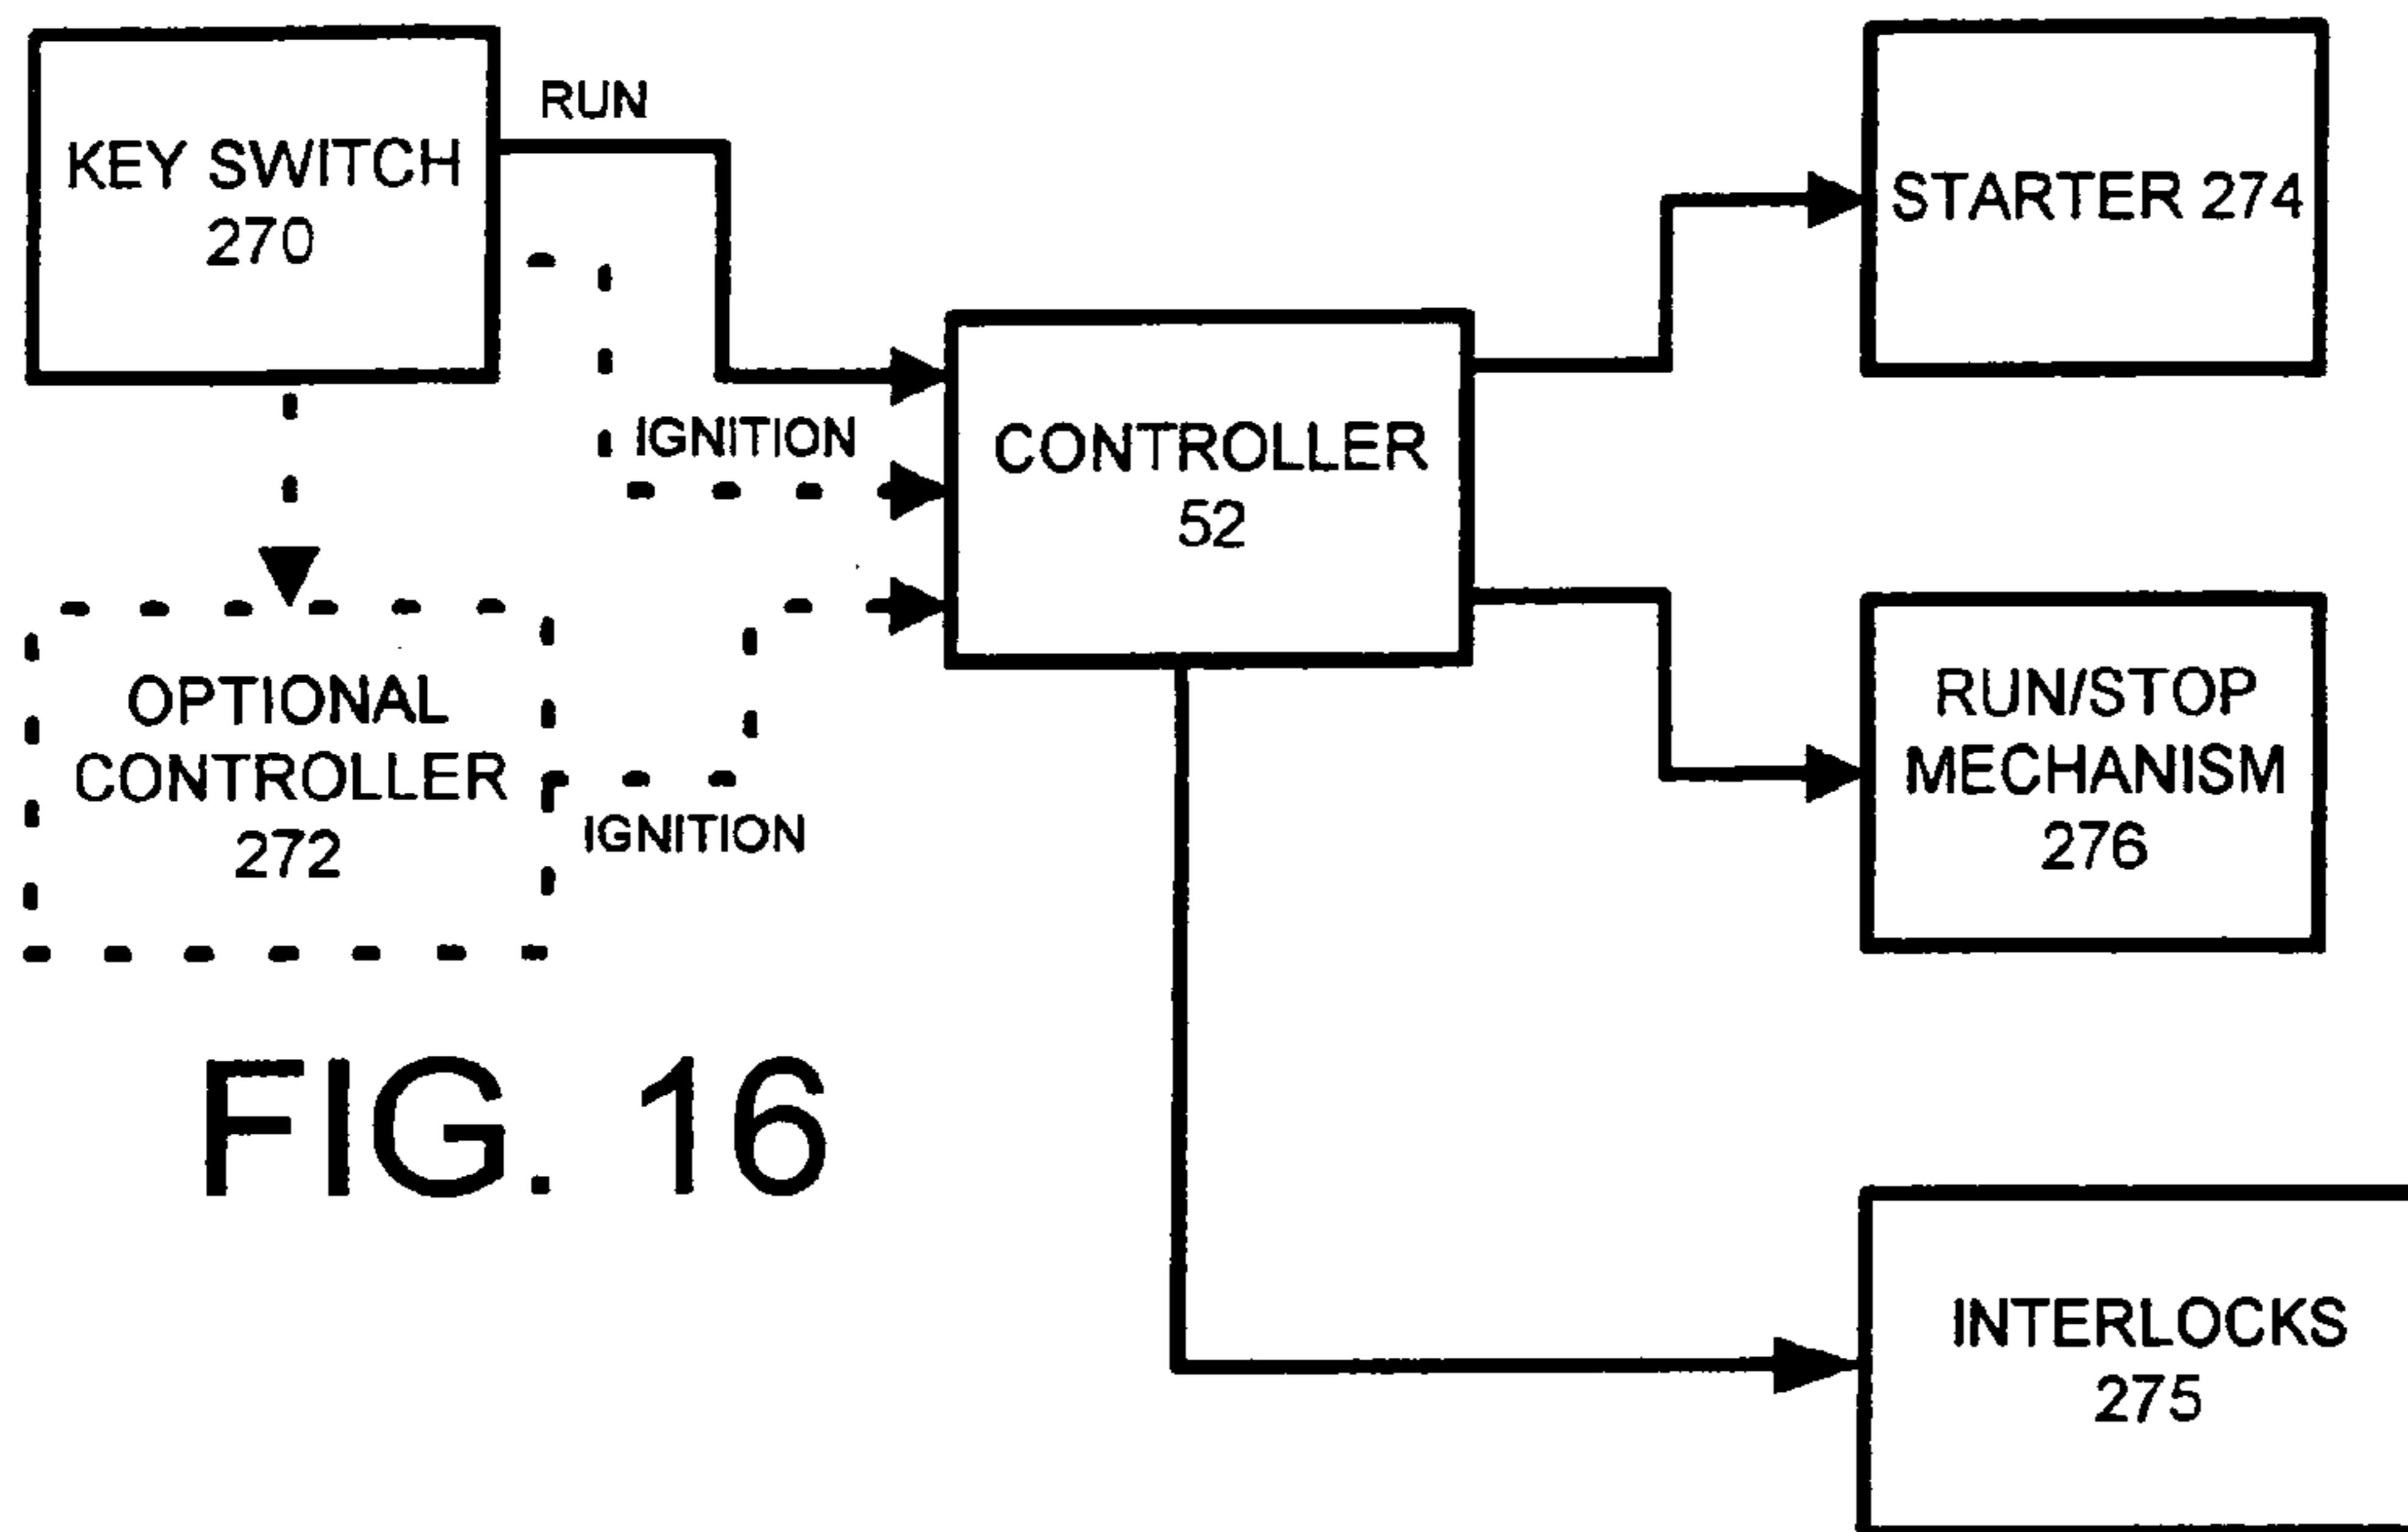 KEY SWITCH
270
RUN
STARTER 274
IGNITION
CONTROLLER
52
OPTIONAL
CONTROLLER
272
IGNITION
RUN/STOP
MECHANISM
276
FIG. 16
INTERLOCKS
275